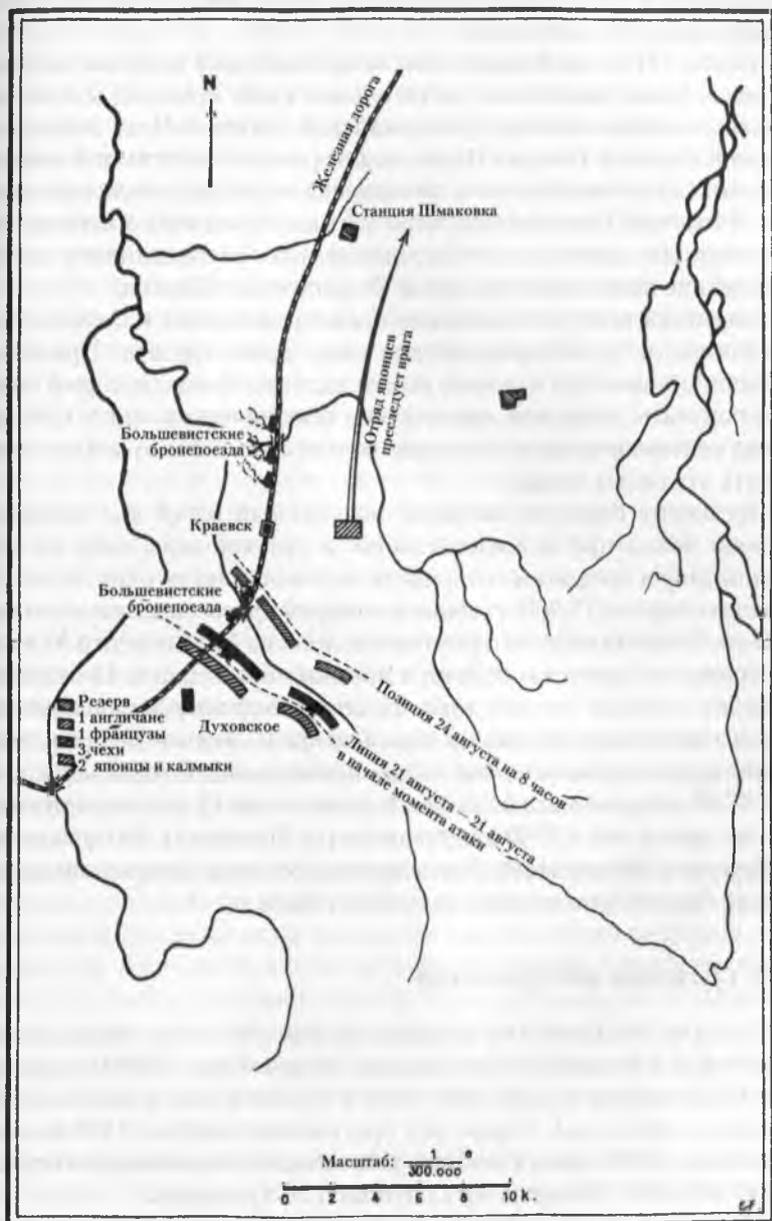 N
Железная дорога
Станция Шмаковка
Отряд японцев
преследует врага
Большевистские
бронепоезда
Краевск
Большевистские
бронепоезда
Резерв
1 англичане
1 французы
3 чехи
2 японцы и калмыки
Духовское
Позиция 24 августа на 8 часов
Линия 24 августа — 21 августа
в начале момента атаки
Масштаб: 1/300.000 e
0 2 4 6 8 10 к.